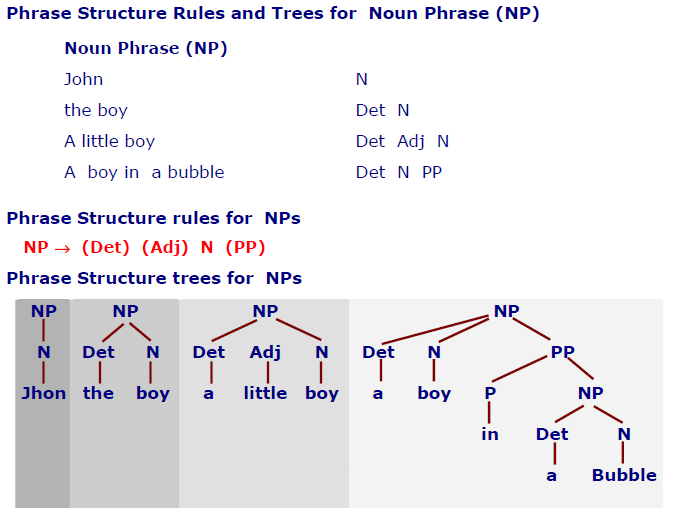 Phrase Structure Rules and Trees for Noun Phrase (NP)
Noun Phrase (NP)
John N
the boy Det N
A little boy Det Adj N
A boy in a bubble Det N PP
Phrase Structure rules for NPs
NP → (Det) (Adj) N (PP)
Phrase Structure trees for NPs
NP NP NP NP
N Det N Det Adj N Det N PP
Jhon the boy a little boy a boy P NP
in Det N
a Bubble